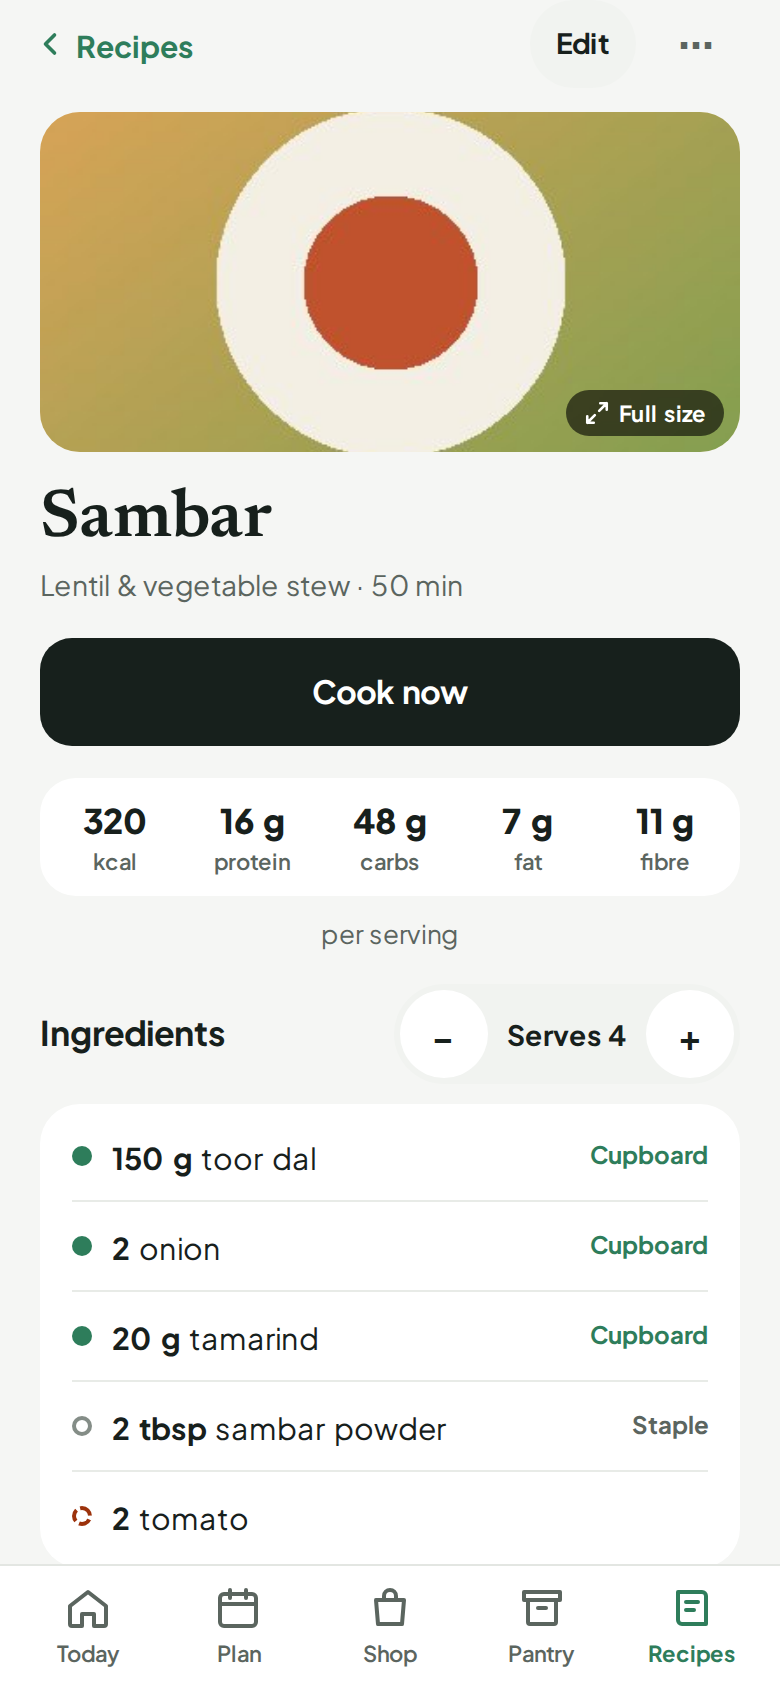 Recipes
Edit
Full size
Sambar
Lentil & vegetable stew · 50 min
Cook now
320 16 g 48 g 7 g 11 g
kcal protein carbs fat fibre
per serving
Ingredients
− Serves 4 +
150 g toor dal Cupboard
2 onion Cupboard
20 g tamarind Cupboard
2 tbsp sambar powder Staple
2 tomato
Today Plan Shop Pantry Recipes